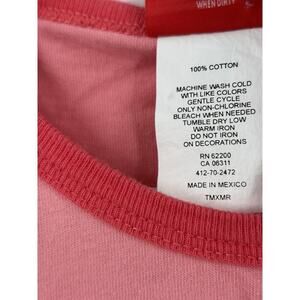 WHEN DIRTY
100% COTTON
MACHINE WASH COLD
WITH LIKE COLORS
GENTLE CYCLE
ONLY NON-CHLORINE
BLEACH WHEN NEEDED
TUMBLE DRY LOW
WARM IRON
DO NOT IRON
ON DECORATIONS
RN 62200
CA 06311
412-70-2472
MADE IN MEXICO
TMXMR